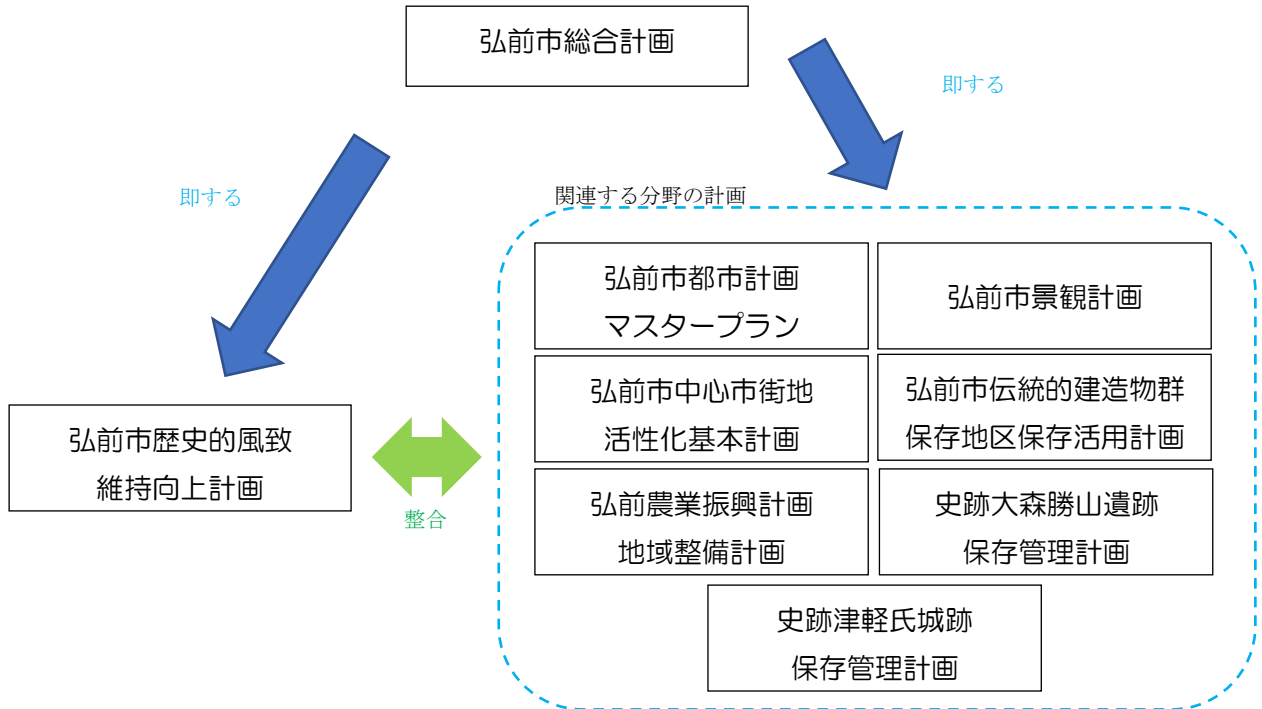 弘前市総合計画
即する
即する
関連する分野の計画
弘前市都市計画
マスタープラン
弘前市景観計画
弘前市中心市街地
活性化基本計画
弘前市伝統的建造物群
保存地区保存活用計画
弘前市歴史的風致
維持向上計画
整合
弘前農業振興計画
地域整備計画
史跡大森勝山遺跡
保存管理計画
史跡津軽氏城跡
保存管理計画